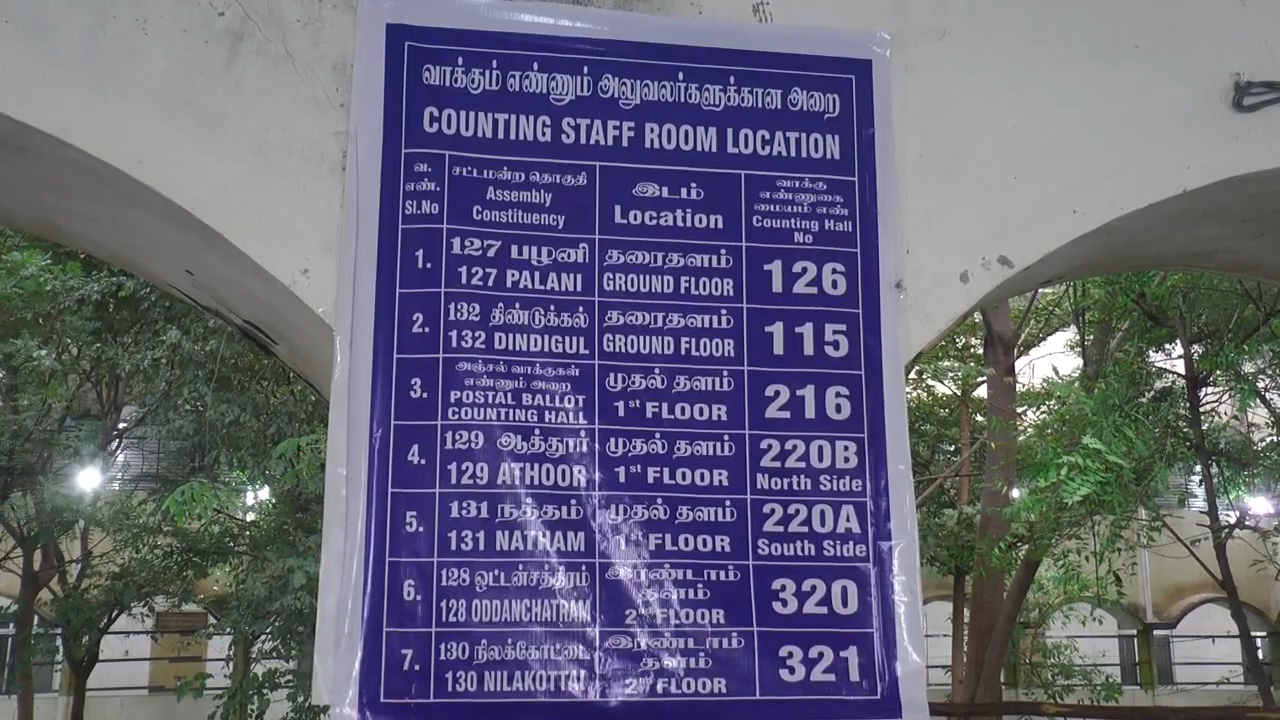 வாக்கும் எண்ணும் அலுவலர்களுக்கான அறை
COUNTING STAFF ROOM LOCATION
வ.
எண்.
Sl.No
சட்டமன்ற தொகுதி
Assembly
Constituency
இடம்
Location
வாக்கு
எண்ணுகை
மையம் எண்
Counting Hall
No
1.
127 பழனி
127 PALANI
தரைதளம்
GROUND FLOOR
126
2.
132 திண்டுக்கல்
132 DINDIGUL
தரைதளம்
GROUND FLOOR
115
3.
அஞ்சல் வாக்குகள்
எண்ணும் அறை
POSTAL BALLOT
COUNTING HALL
முதல் தளம்
1st FLOOR
216
4.
129 ஆத்தூர்
129 ATHOOR
முதல் தளம்
1st FLOOR
220B
North Side
5.
131 நத்தம்
131 NATHAM
முதல் தளம்
1st FLOOR
220A
South Side
6.
128 ஒட்டன்சத்திரம்
128 ODDANCHATRAM
இரண்டாம்
தளம்
2nd FLOOR
320
7.
130 நிலக்கோட்டை
130 NILAKOTTAI
இரண்டாம்
தளம்
2nd FLOOR
321